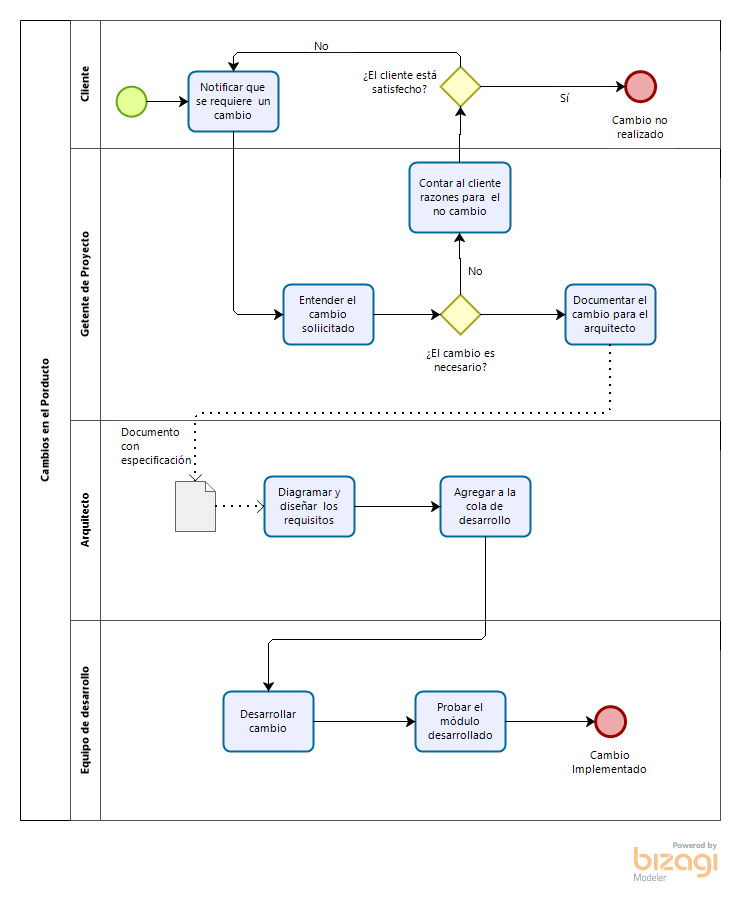 Cambios en el Porducto
Cliente
No
Notificar que
se requiere un
cambio
¿El cliente está
satisfecho?
Sí
Cambio no
realizado
Getente de Proyecto
Contar al cliente
razones para el
no cambio
No
Entender el
cambio
soliicitado
¿El cambio es
necesario?
Documentar el
cambio para el
arquitecto
Arquitecto
Documento
con
especificación
Diagramar y
diseñar los
requisitos
Agregar a la
cola de
desarrollo
Equipo de desarrollo
Desarrollar
cambio
Probar el
módulo
desarrollado
Cambio
Implementado
Powered by
bizagi
Modeler